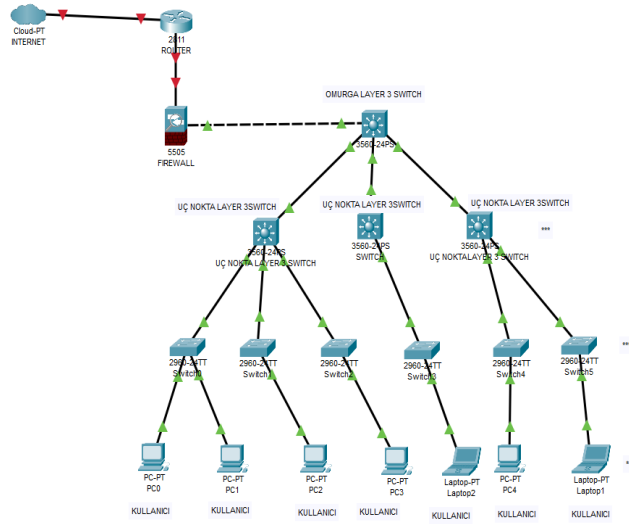 Cloud-PT
INTERNET
2811
ROUTER
OMURGA LAYER 3 SWITCH
5505
FIREWALL
3560-24PS
UÇ NOKTA LAYER 3SWITCH
UÇ NOKTA LAYER 3SWITCH
UÇ NOKTA LAYER 3SWITCH
***
3560-24PS
UÇ NOKTA LAYER 3 SWITCH
3560-24PS
SWITCH
3560-24PS
UÇ NOKTALAYER 3 SWITCH
2960-24TT
Switch0
2960-24TT
Switch1
2960-24TT
Switch2
2960-24TT
Switch3
2960-24TT
Switch4
2960-24TT
Switch5
PC-PT
PC0
PC-PT
PC1
PC-PT
PC2
PC-PT
PC3
Laptop-PT
Laptop2
PC-PT
PC4
Laptop-PT
Laptop1
KULLANICI
KULLANICI
KULLANICI
KULLANICI
KULLANICI
KULLANICI
KULLANICI